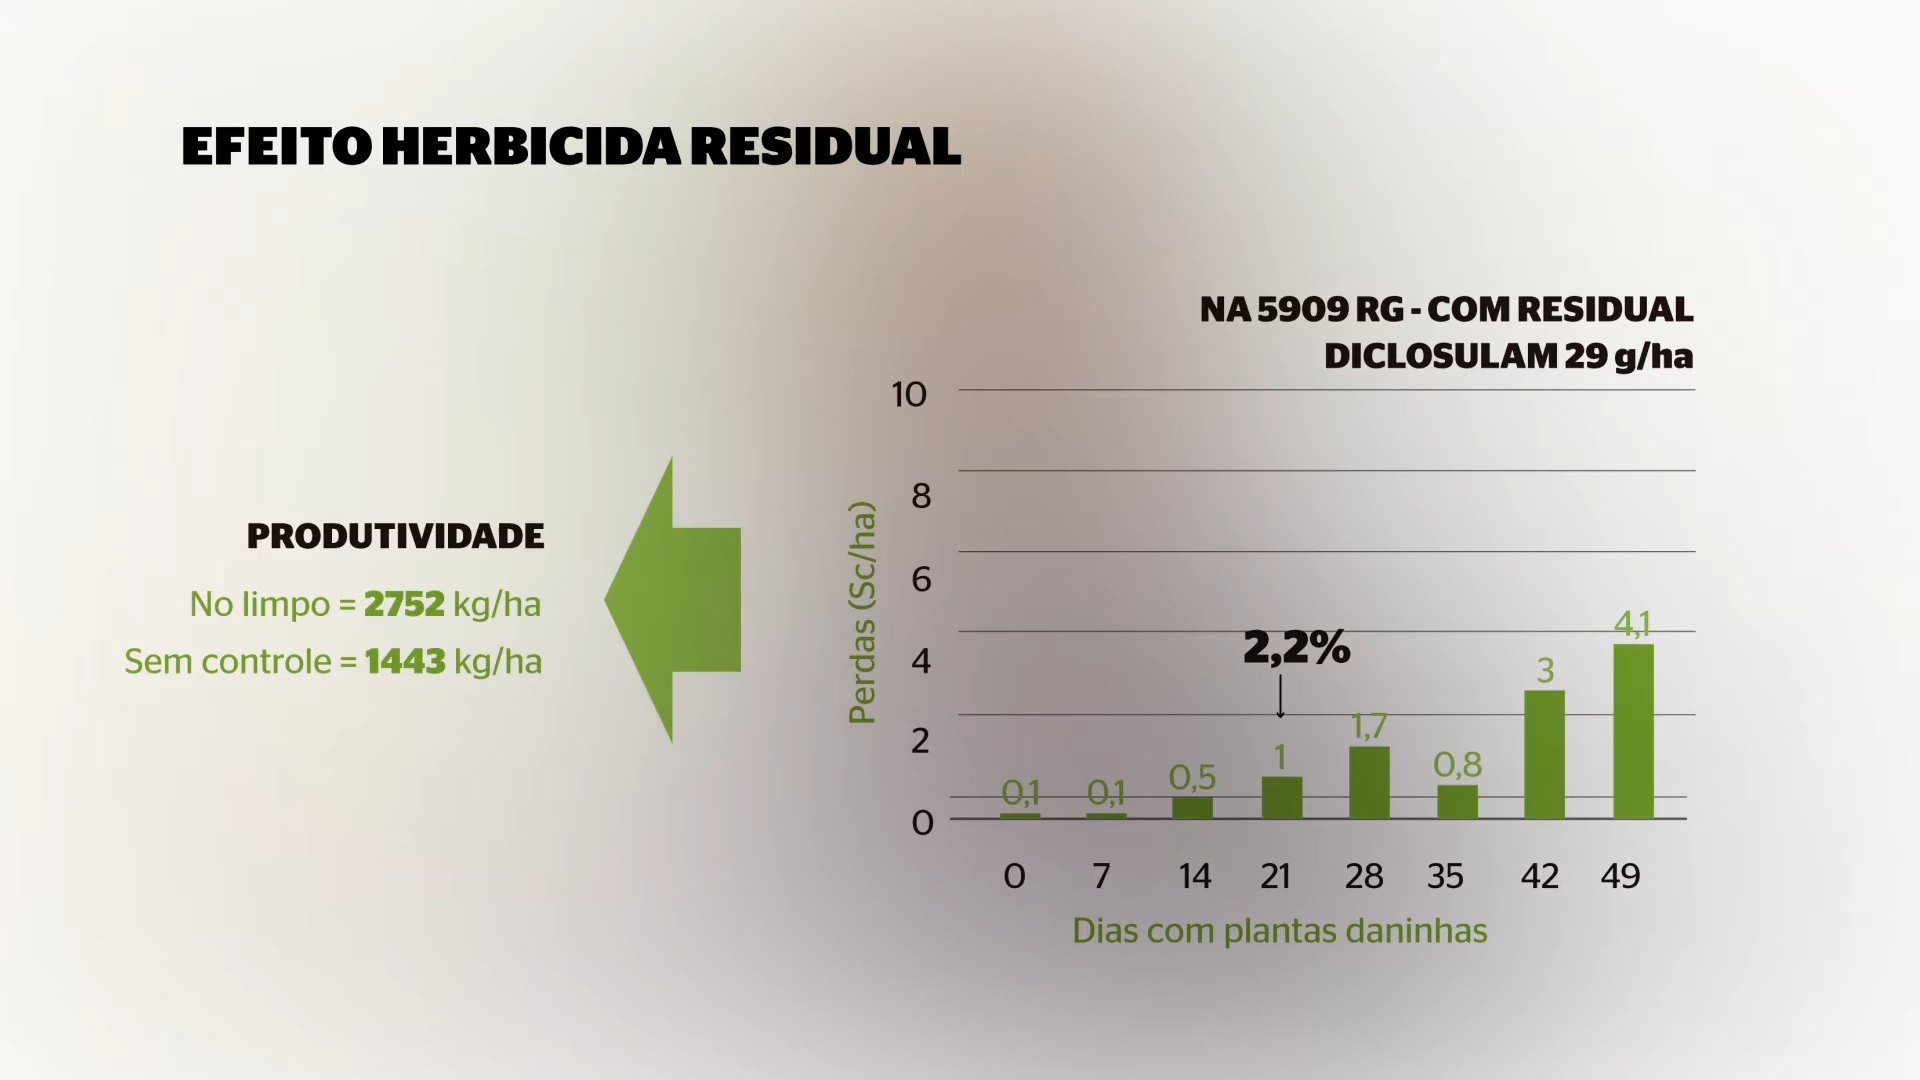 EFEITO HERBICIDA RESIDUAL
PRODUTIVIDADE
No limpo = 2752 kg/ha
Sem controle = 1443 kg/ha
NA 5909 RG - COM RESIDUAL
DICLOSULAM 29 g/ha
Perdas (Sc/ha)
10
8
6
4
2
0
2,2%
0,1
0,1
0,5
1
1,7
0,8
3
4,1
0 7 14 21 28 35 42 49
Dias com plantas daninhas